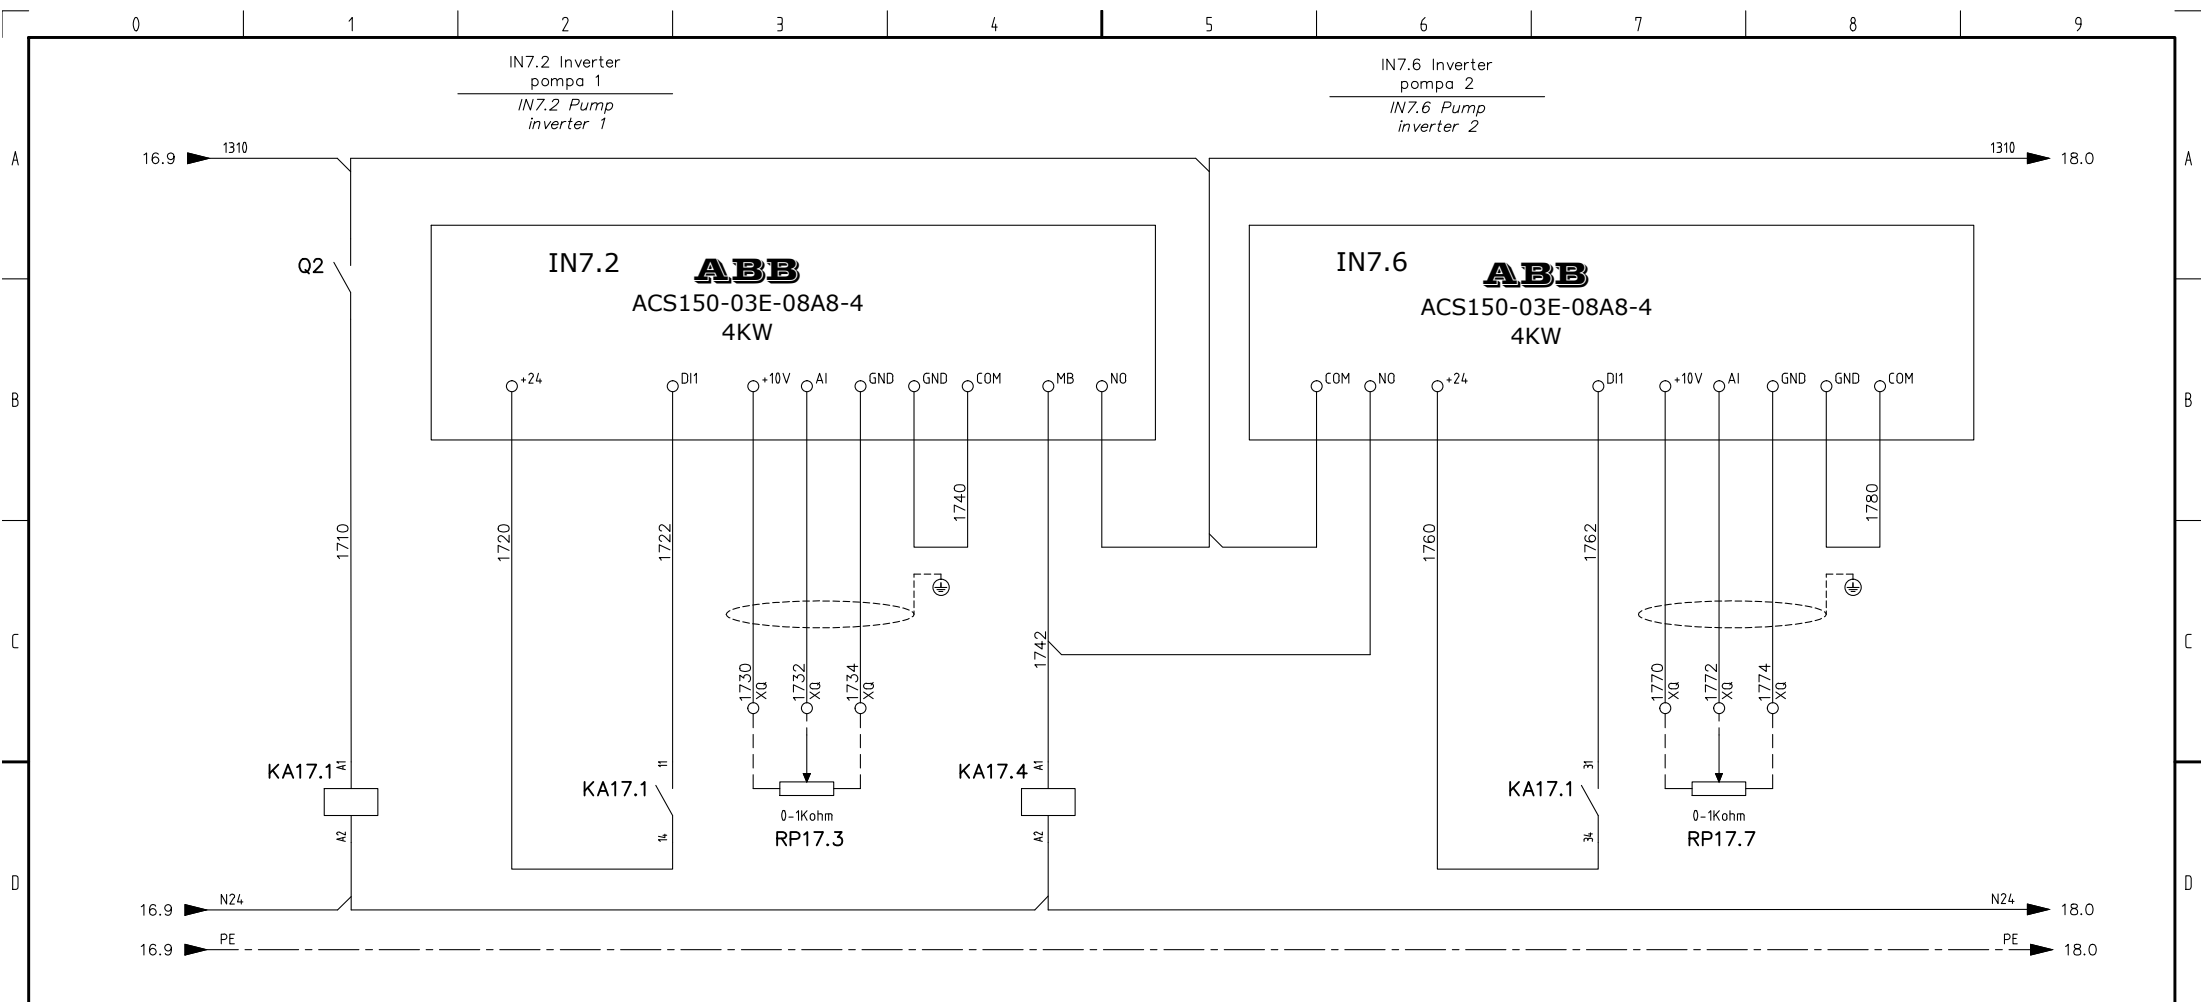 0 1 2 3 4 5 6 7 8 9
IN7.2 Inverter
pompa 1
IN7.2 Pump
inverter 1
IN7.6 Inverter
pompa 2
IN7.6 Pump
inverter 2
A 16.9 1310 1310 18.0 A
Q2
IN7.2 ABB
ACS150-03E-08A8-4
4KW
IN7.6 ABB
ACS150-03E-08A8-4
4KW
+24 DI1 +10V AI GND GND COM MB NO
COM NO +24 DI1 +10V AI GND GND COM
B B
1710 1720 1722 1740 1760 1762 1780
C C
1742
1730 XQ 1732 XQ 1734 XQ
1770 XQ 1772 XQ 1774 XQ
KA17.1 A1 A2
KA17.1 11 14
0-1Kohm
RP17.3
KA17.4 A1 A2
KA17.1 31 34
0-1Kohm
RP17.7
D D
16.9 N24 N24 18.0
16.9 PE PE 18.0